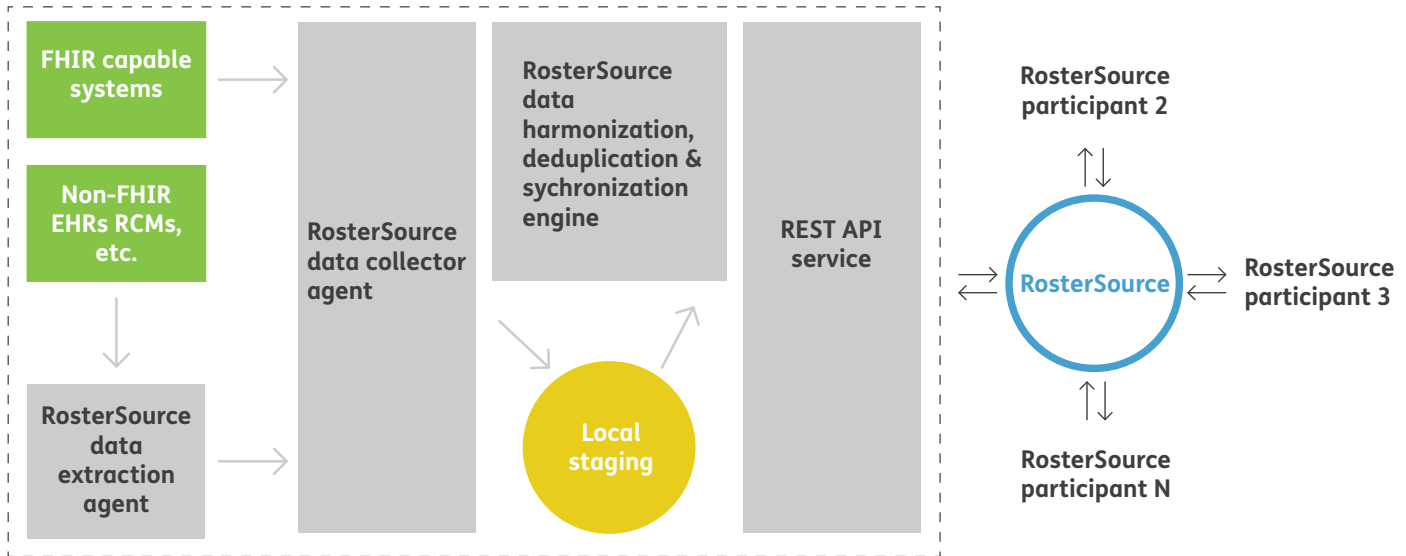 FHIR capable
systems
Non-FHIR
EHRs RCMs,
etc.
RosterSource
data
extraction
agent
RosterSource
data collector
agent
RosterSource
data
harmonization,
deduplication &
sychronization
engine
Local
staging
REST API
service
RosterSource
participant 2
RosterSource
RosterSource
participant 3
RosterSource
participant N